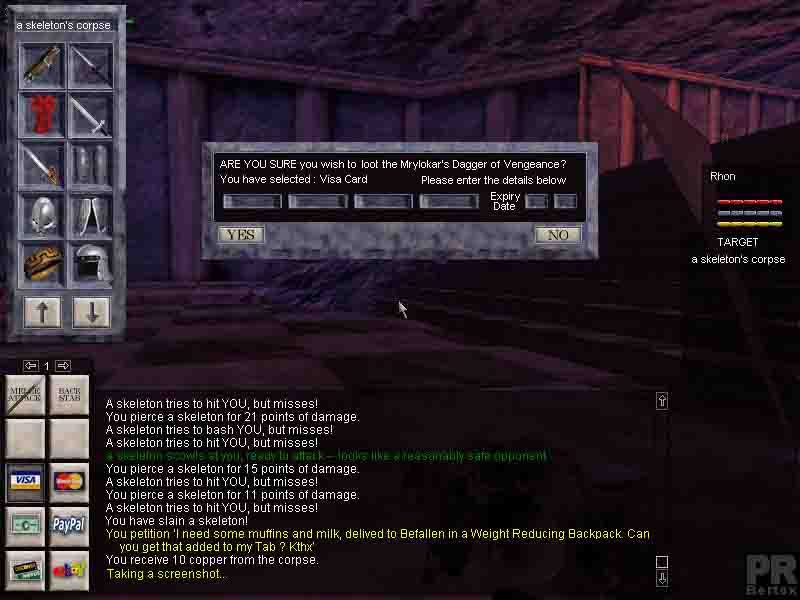 a skeleton's corpse
ARE YOU SURE you wish to loot the Mrylokar's Dagger of Vengeance?
You have selected : Visa Card
Please enter the details below
Expiry
Date
YES
NO
Rhon
TARGET
a skeleton's corpse
1
MELEE
ATTACK
BACK
STAB
VISA
MasterCard
PayPal
ebY
A skeleton tries to hit YOU, but misses!
You pierce a skeleton for 21 points of damage.
A skeleton tries to bash YOU, but misses!
A skeleton tries to hit YOU, but misses!
a skeleton scowls at you, ready to attack -- looks like a reasonably safe opponent
You pierce a skeleton for 15 points of damage.
A skeleton tries to hit YOU, but misses!
You pierce a skeleton for 11 points of damage.
A skeleton tries to hit YOU, but misses!
You have slain a skeleton!
You petition 'I need some muffins and milk, delived to Befallen in a Weight Reducing Backpack. Can
you get that added to my Tab ? Kthx'
You receive 10 copper from the corpse.
Taking a screenshot...
PR
Bertox